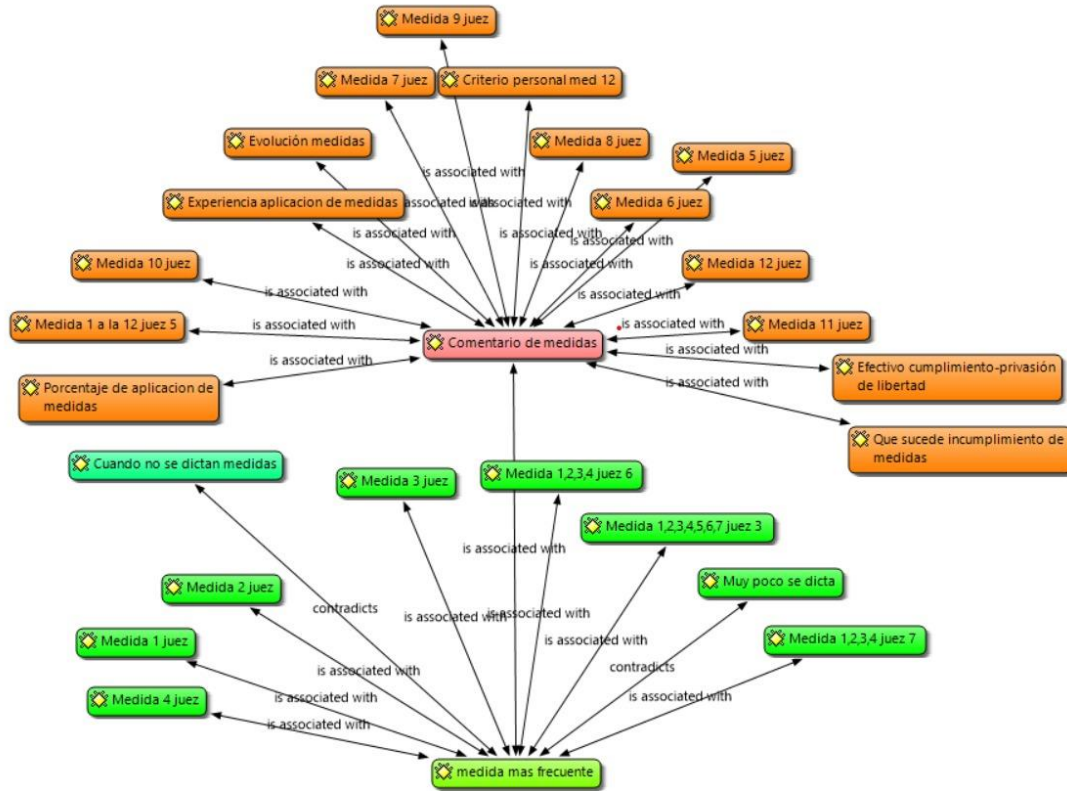 Medida 9 juez
Medida 7 juez
Criterio personal med 12
Evolución medidas
Medida 8 juez
Medida 5 juez
is associated with
Experiencia aplicacion de medidas
associated with
is associated with
Medida 6 juez
is associated with
is associated with
is associated with
is associated with
is associated with
Medida 10 juez
Medida 12 juez
is associated with
Medida 1 a la 12 juez 5
is associated with
is associated with
Medida 11 juez
Comentario de medidas
is associated with
is associated with
Efectivo cumplimiento-privasión
de libertad
Porcentaje de aplicacion de
medidas
is associated with
Que sucede incumplimiento de
medidas
Cuando no se dictan medidas
Medida 3 juez
Medida 1,2,3,4 juez 6
Medida 1,2,3,4,5,6,7 juez 3
is associated with
Muy poco se dicta
Medida 2 juez
contradicts
is associated with
is associated with
is associated with
Medida 1 juez
Medida 1,2,3,4 juez 7
contradicts
is associated with
Medida 4 juez
is associated with
is associated with
is associated with
medida mas frecuente